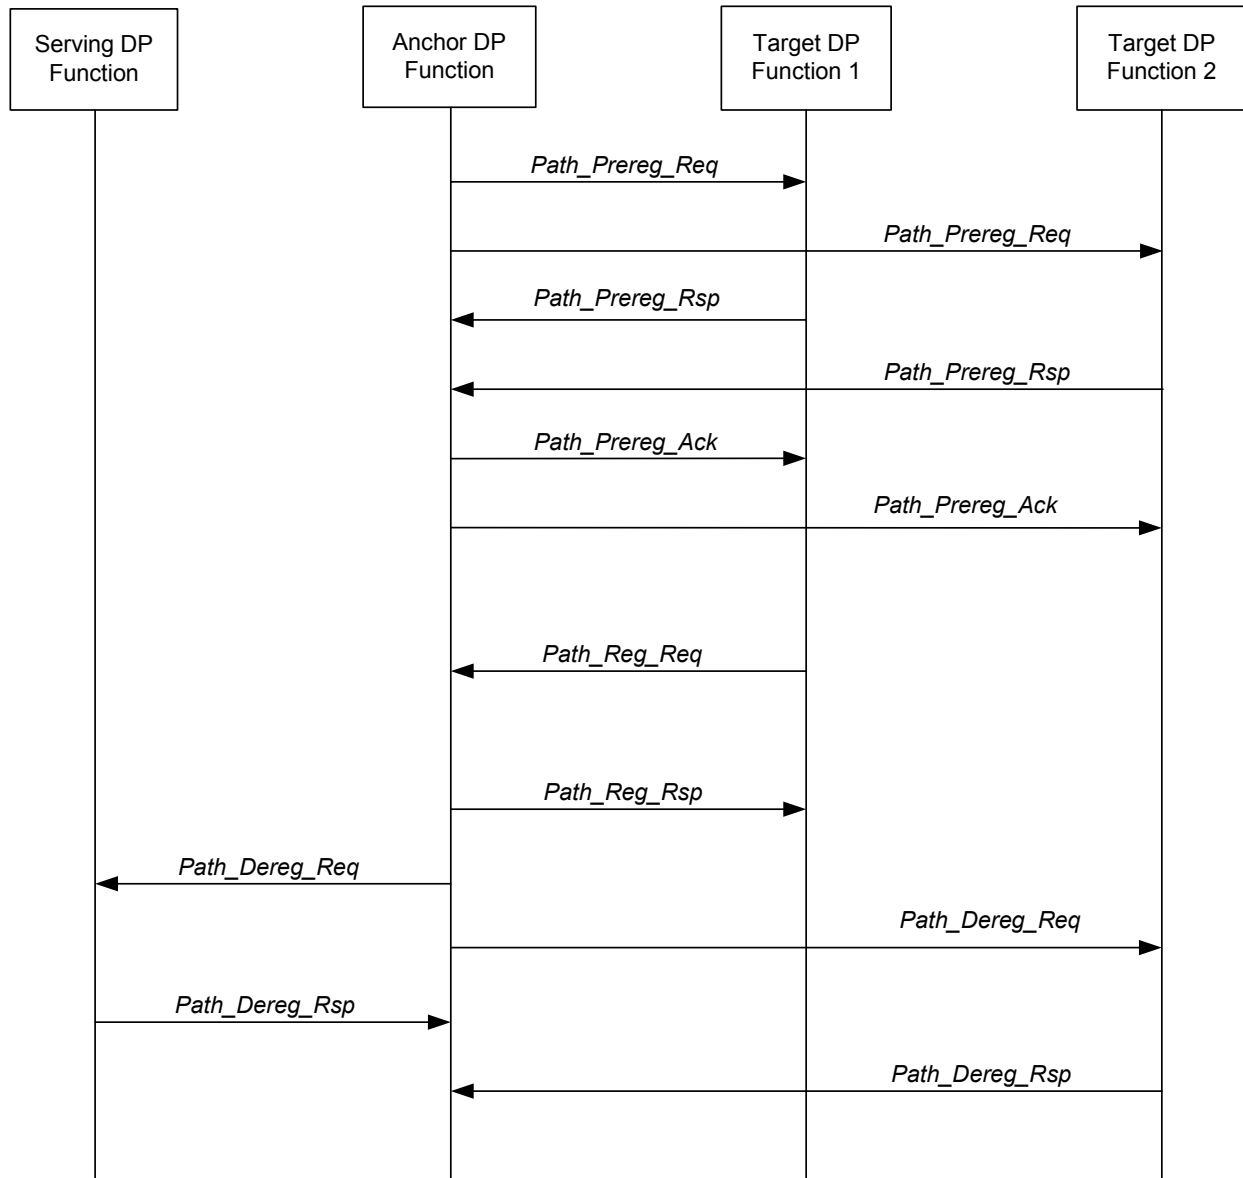 Serving DP
Function
Anchor DP
Function
Target DP
Function 1
Target DP
Function 2
Path_Prereg_Req
Path_Prereg_Req
Path_Prereg_Rsp
Path_Prereg_Rsp
Path_Prereg_Ack
Path_Prereg_Ack
Path_Reg_Req
Path_Reg_Rsp
Path_Dereg_Req
Path_Dereg_Req
Path_Dereg_Rsp
Path_Dereg_Rsp